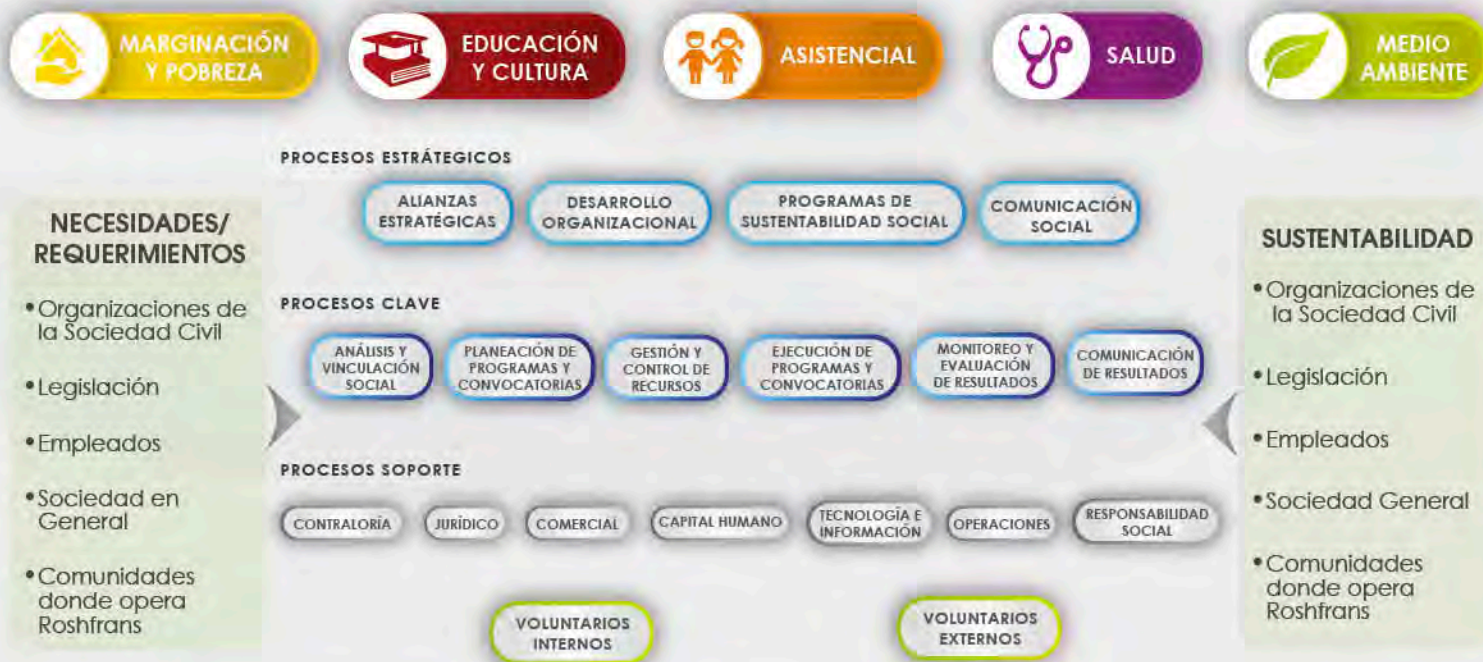 MARGINACIÓN
Y POBREZA
EDUCACIÓN
Y CULTURA
ASISTENCIAL
SALUD
MEDIO
AMBIENTE
NECESIDADES/
REQUERIMIENTOS
•Organizaciones de
la Sociedad Civil
•Legislación
•Empleados
•Sociedad en
General
•Comunidades
donde opera
Roshfrans
PROCESOS ESTRÁTEGICOS
ALIANZAS
ESTRATÉGICAS
DESARROLLO
ORGANIZACIONAL
PROGRAMAS DE
SUSTENTABILIDAD SOCIAL
COMUNICACIÓN
SOCIAL
PROCESOS CLAVE
ANÁLISIS Y
VINCULACIÓN
SOCIAL
PLANEACIÓN DE
PROGRAMAS Y
CONVOCATORIAS
GESTIÓN Y
CONTROL DE
RECURSOS
EJECUCIÓN DE
PROGRAMAS Y
CONVOCATORIAS
MONITOREO Y
EVALUACIÓN
DE RESULTADOS
COMUNICACIÓN
DE RESULTADOS
PROCESOS SOPORTE
CONTRALORÍA
JURÍDICO
COMERCIAL
CAPITAL HUMANO
TECNOLOGÍA E
INFORMACIÓN
OPERACIONES
RESPONSABILIDAD
SOCIAL
VOLUNTARIOS
INTERNOS
VOLUNTARIOS
EXTERNOS
SUSTENTABILIDAD
•Organizaciones de
la Sociedad Civil
•Legislación
•Empleados
•Sociedad General
•Comunidades
donde opera
Roshfrans